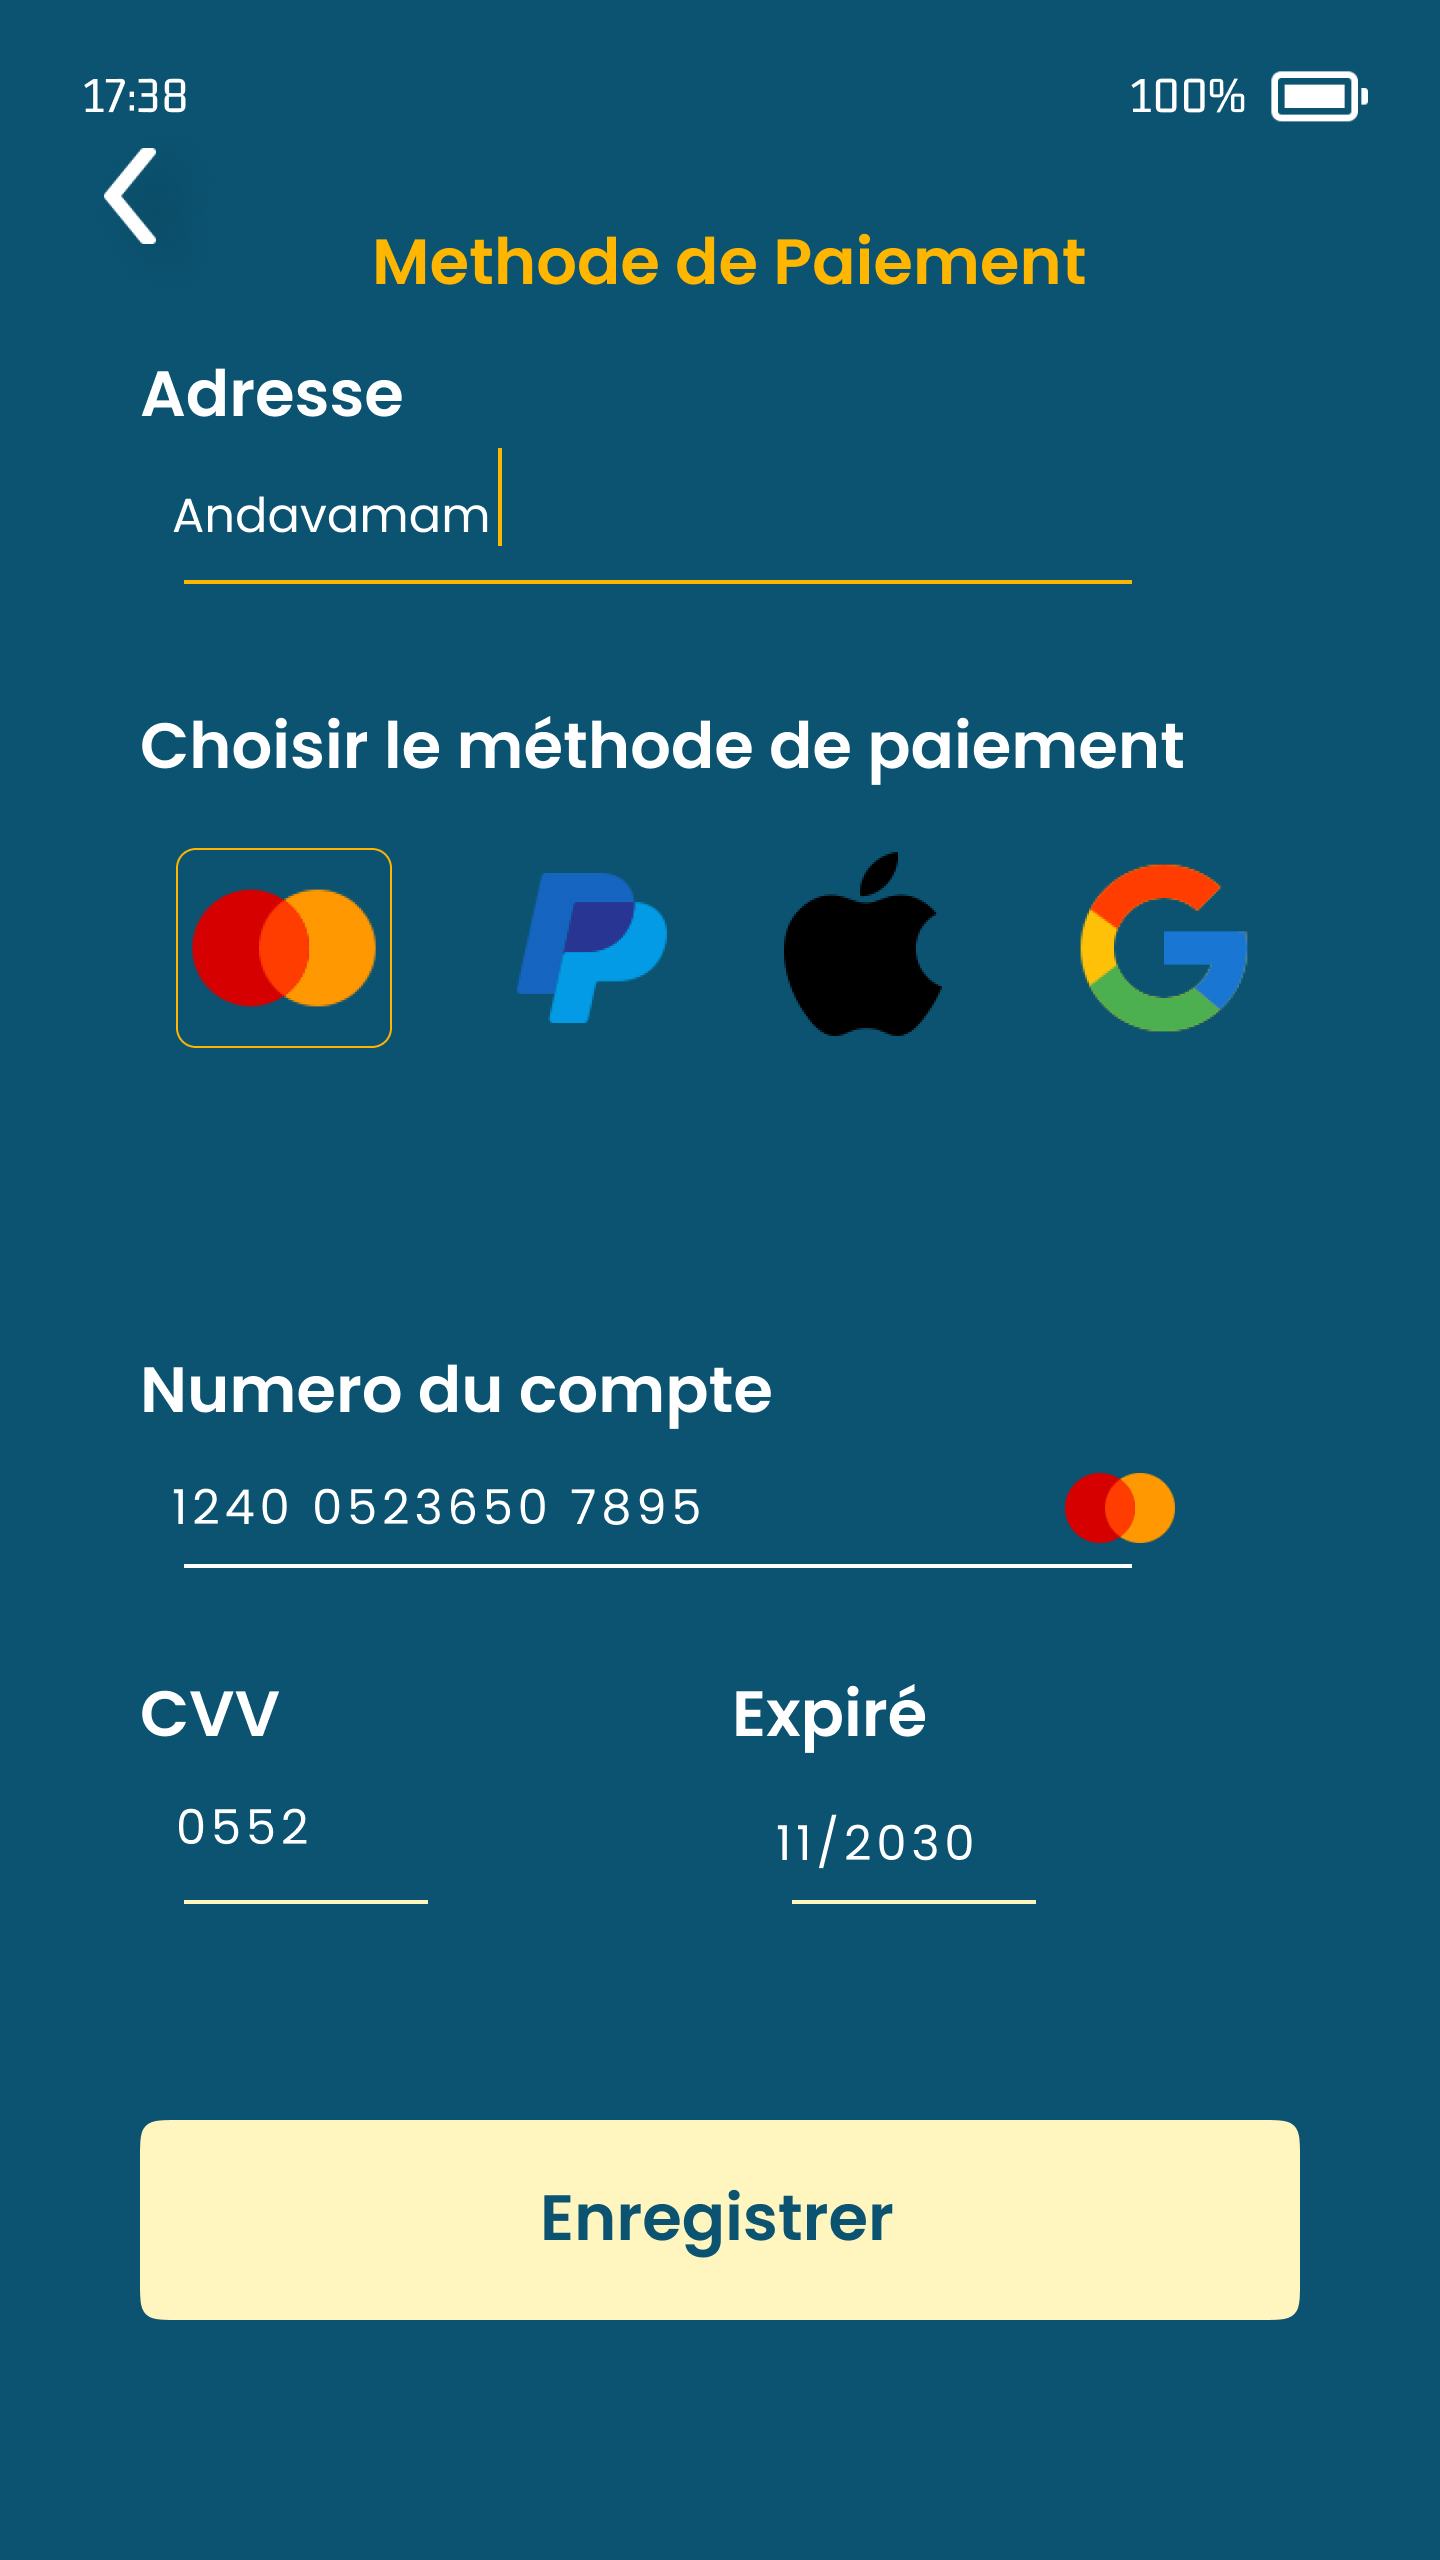 17:38
100%
Methode de Paiement
Adresse
Andavamam
Choisir le méthode de paiement
Numero du compte
1240 0523650 7895
CVV
Expiré
0552
11/2030
Enregistrer